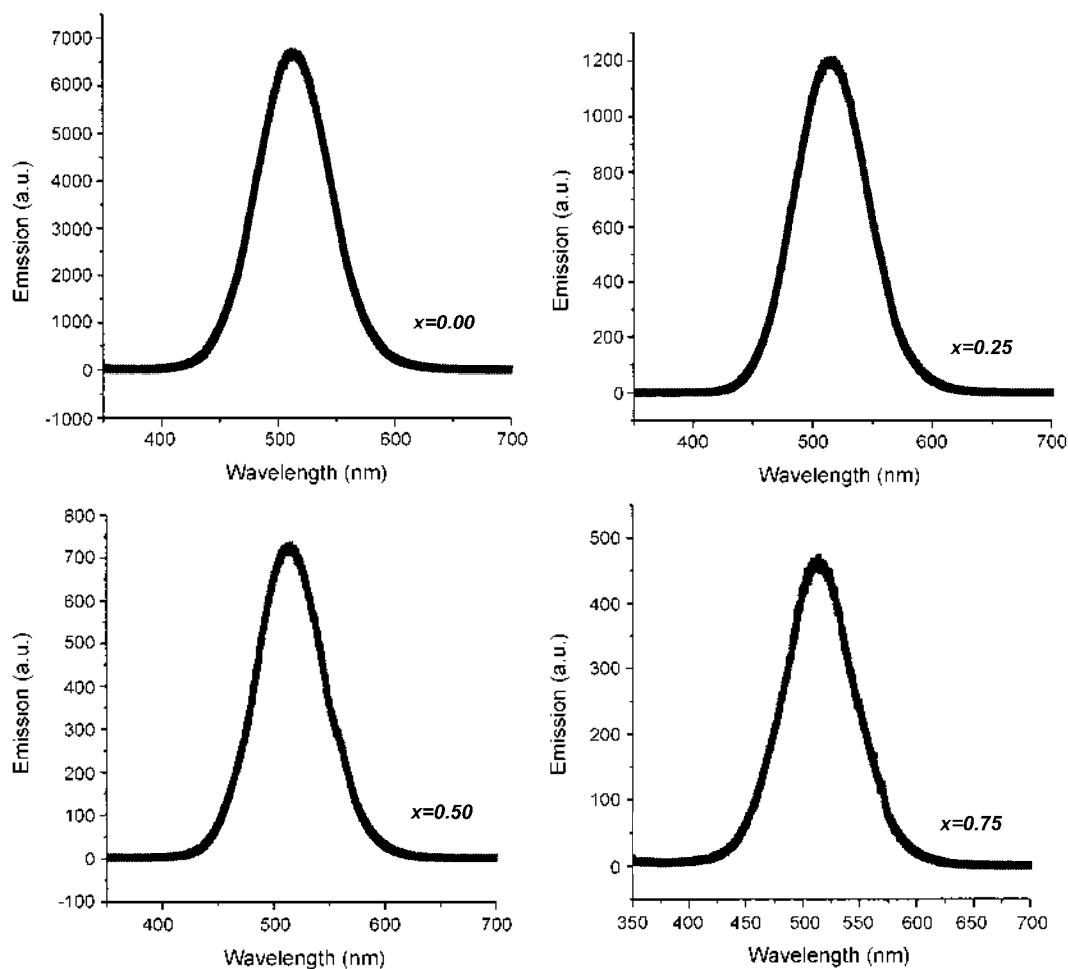 7000
6000
5000
4000
3000
2000
1000
0
-1000
Emission (a.u.)
x=0.00
400 500 600 700
Wavelength (nm)
1200
1000
800
600
400
200
0
Emission (a.u.)
x=0.25
400 500 600 700
Wavelength (nm)
800
700
600
500
400
300
200
100
0
-100
Emission (a.u.)
x=0.50
400 500 600 700
Wavelength (nm)
500
400
300
200
100
0
Emission (a.u.)
x=0.75
350 400 450 500 550 600 650 700
Wavelength (nm)